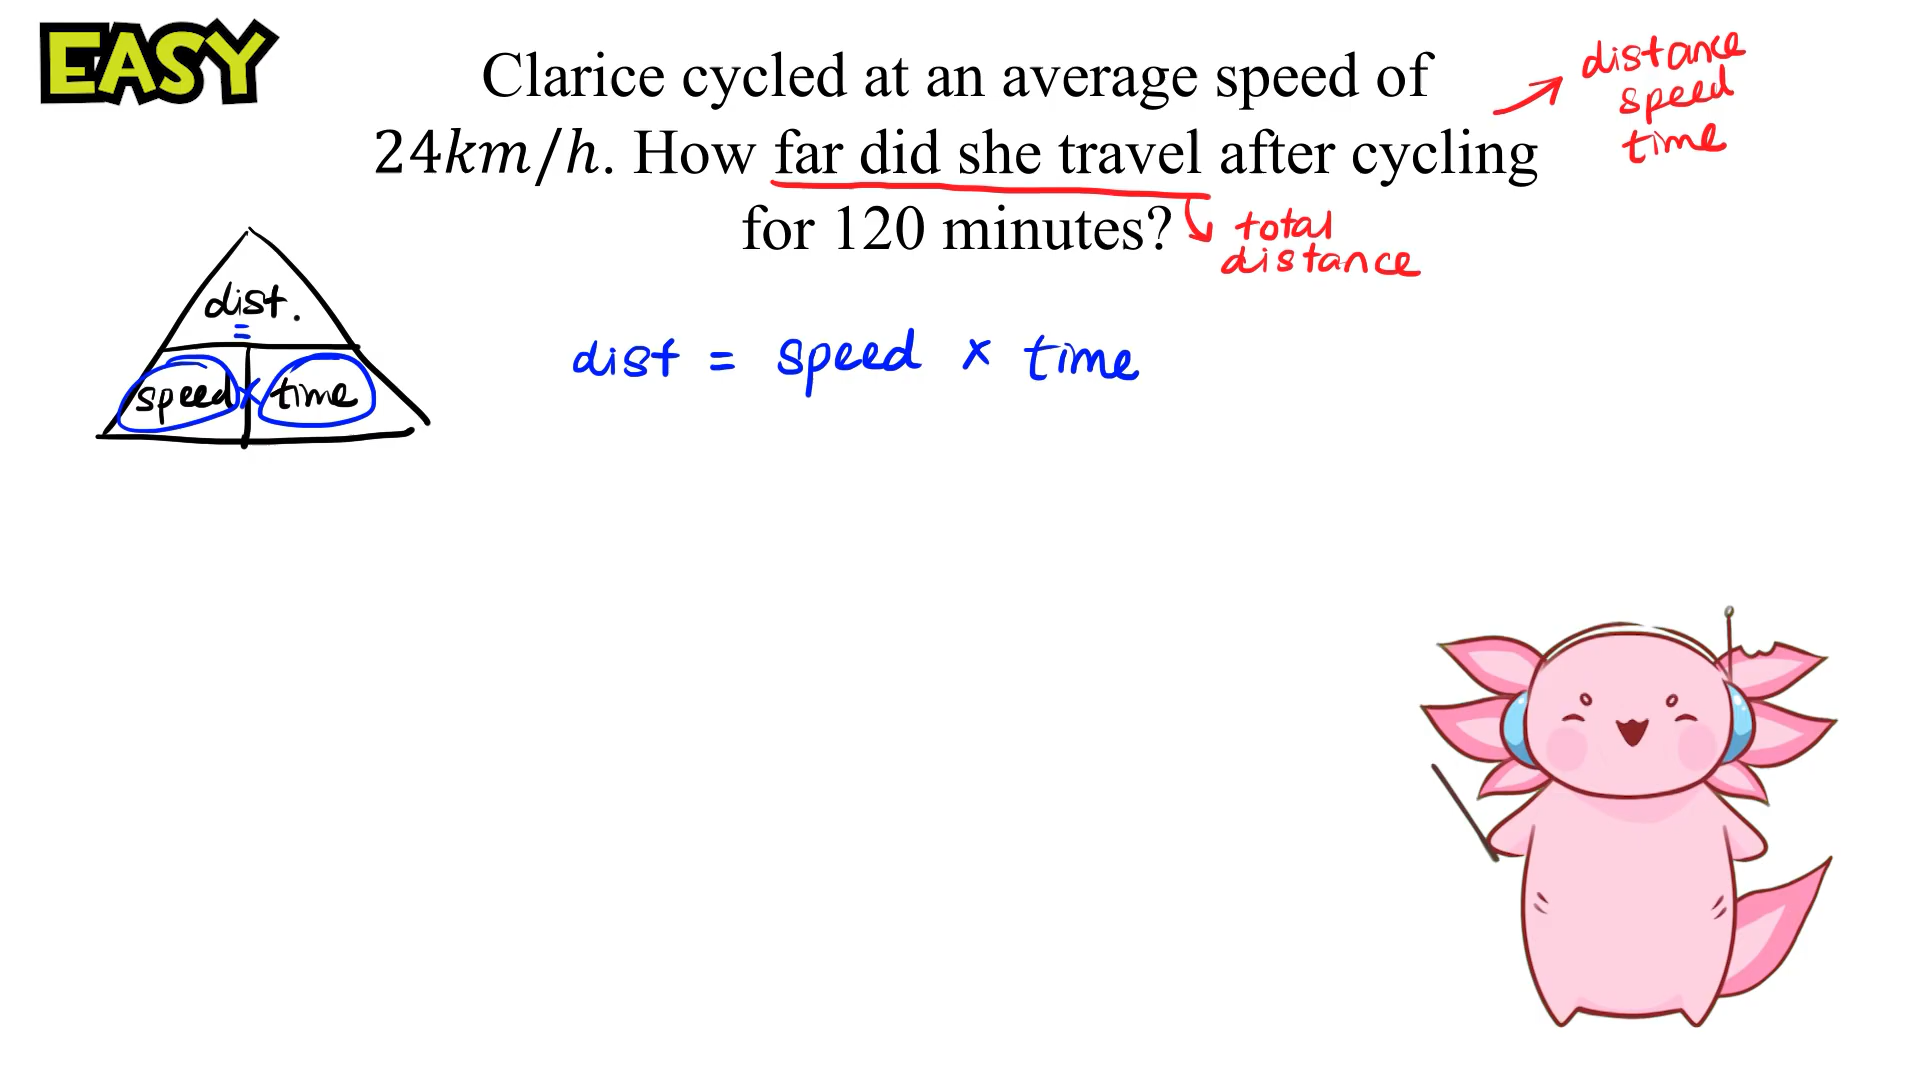 EASY
Clarice cycled at an average speed of
24km/h. How far did she travel after cycling
for 120 minutes?
distance
speed
time
total
distance
dist.
=
speed x time
dist = speed x time